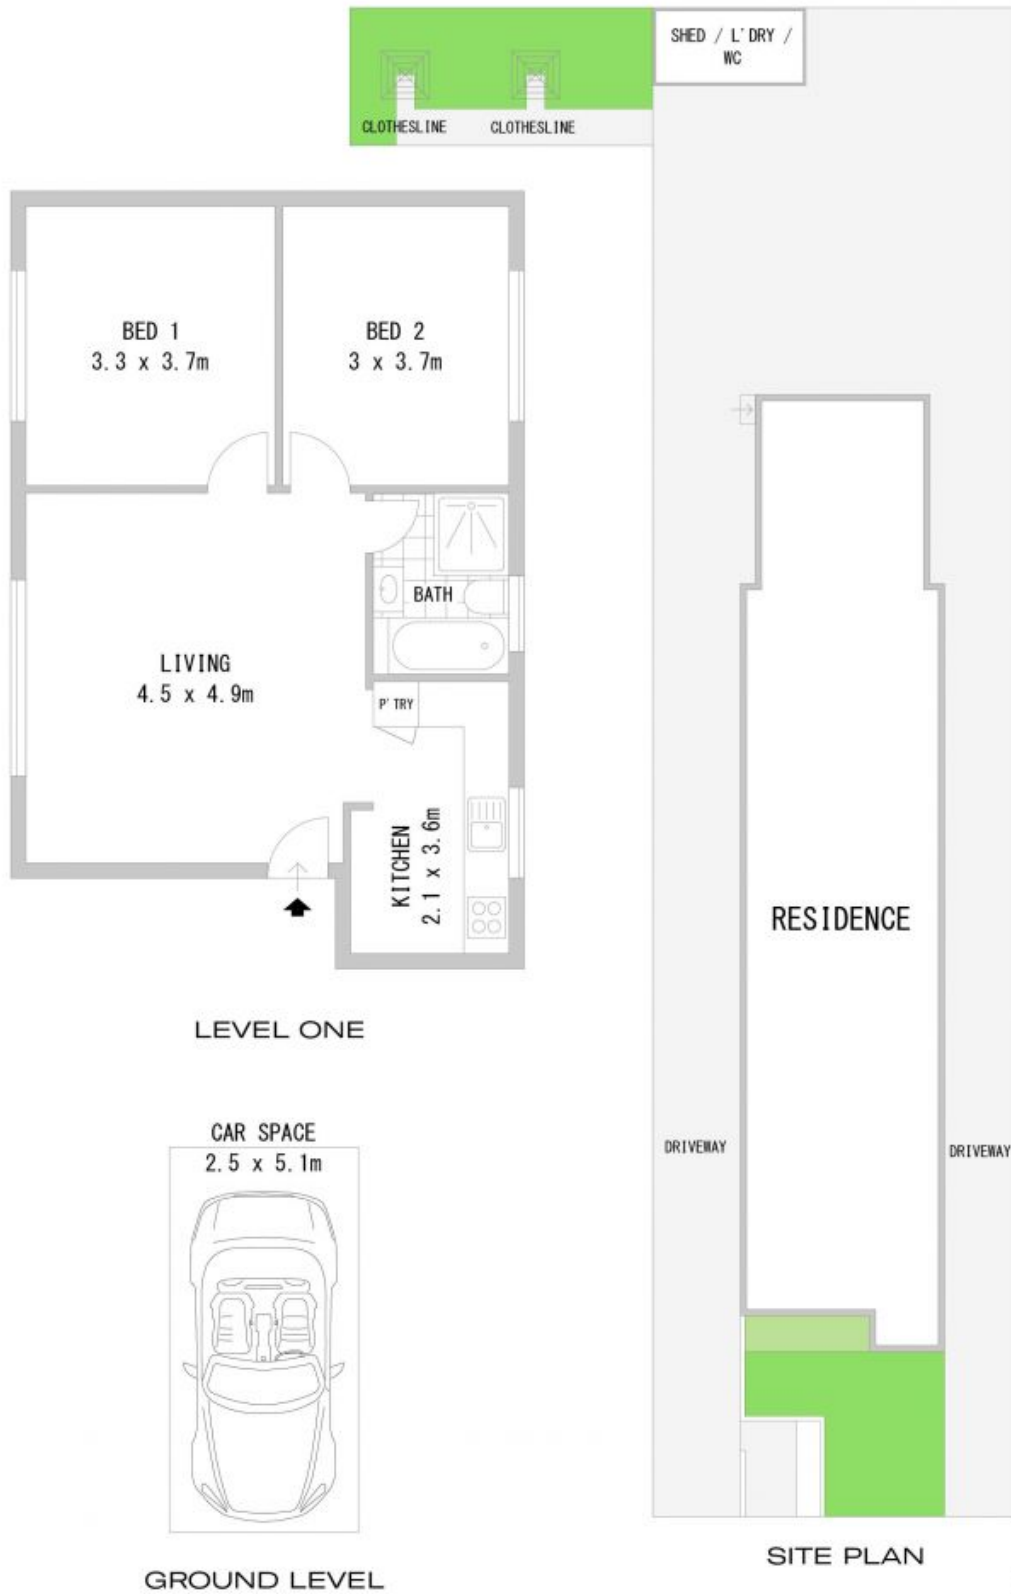 SHED / L'DRY /
WC
CLOTHESLINE
CLOTHESLINE
BED 1
3.3 x 3.7m
BED 2
3 x 3.7m
BATH
LIVING
4.5 x 4.9m
P'TRY
KITCHEN
2.1 x 3.6m
LEVEL ONE
RESIDENCE
CAR SPACE
2.5 x 5.1m
DRIVEWAY
DRIVEWAY
GROUND LEVEL
SITE PLAN